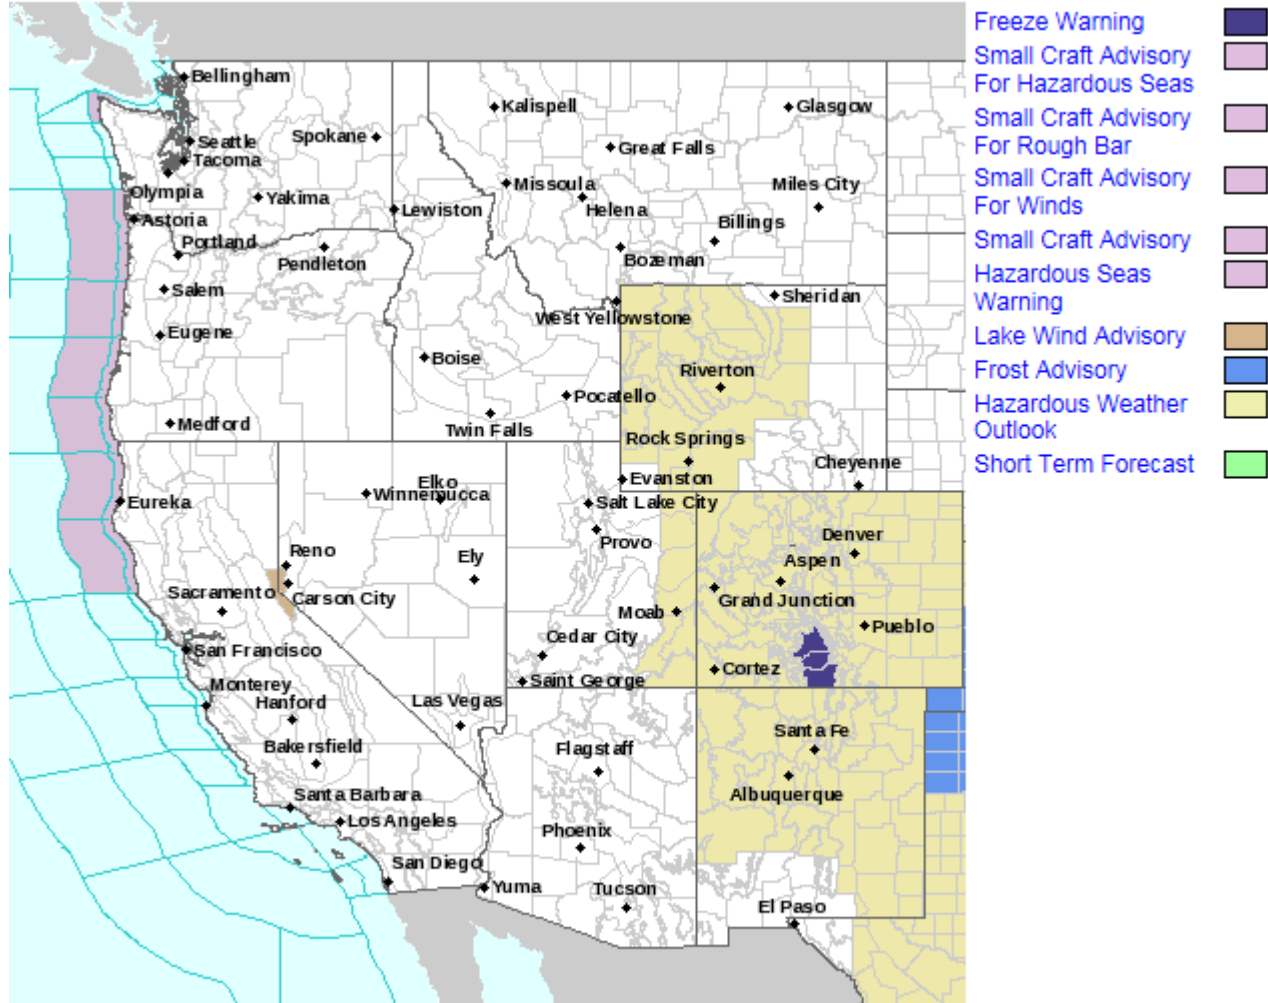 Bellingham
Kalispell
Glasgow
Spokane
Seattle
Great Falls
Tacoma
Missoula
Miles City
Olympia
Yakima
Helena
Lewiston
Astoria
Billings
Portland
Pendleton
Bozeman
Salem
Sheridan
West Yellowstone
Eugene
Boise
Riverton
Pocatello
Medford
Twin Falls
Rock Springs
Cheyenne
Evanston
Elko
Winnemucca
Eureka
Salt Lake City
Denver
Provo
Reno
Ely
Aspen
Sacramento
Carson City
Grand Junction
Moab
Pueblo
Cedar City
San Francisco
Cortez
Saint George
Monterey
Hanford
Las Vegas
Santa Fe
Bakersfield
Flagstaff
Albuquerque
Santa Barbara
Los Angeles
Phoenix
San Diego
Yuma
Tucson
El Paso
Freeze Warning
Small Craft Advisory
For Hazardous Seas
Small Craft Advisory
For Rough Bar
Small Craft Advisory
For Winds
Small Craft Advisory
Hazardous Seas
Warning
Lake Wind Advisory
Frost Advisory
Hazardous Weather
Outlook
Short Term Forecast